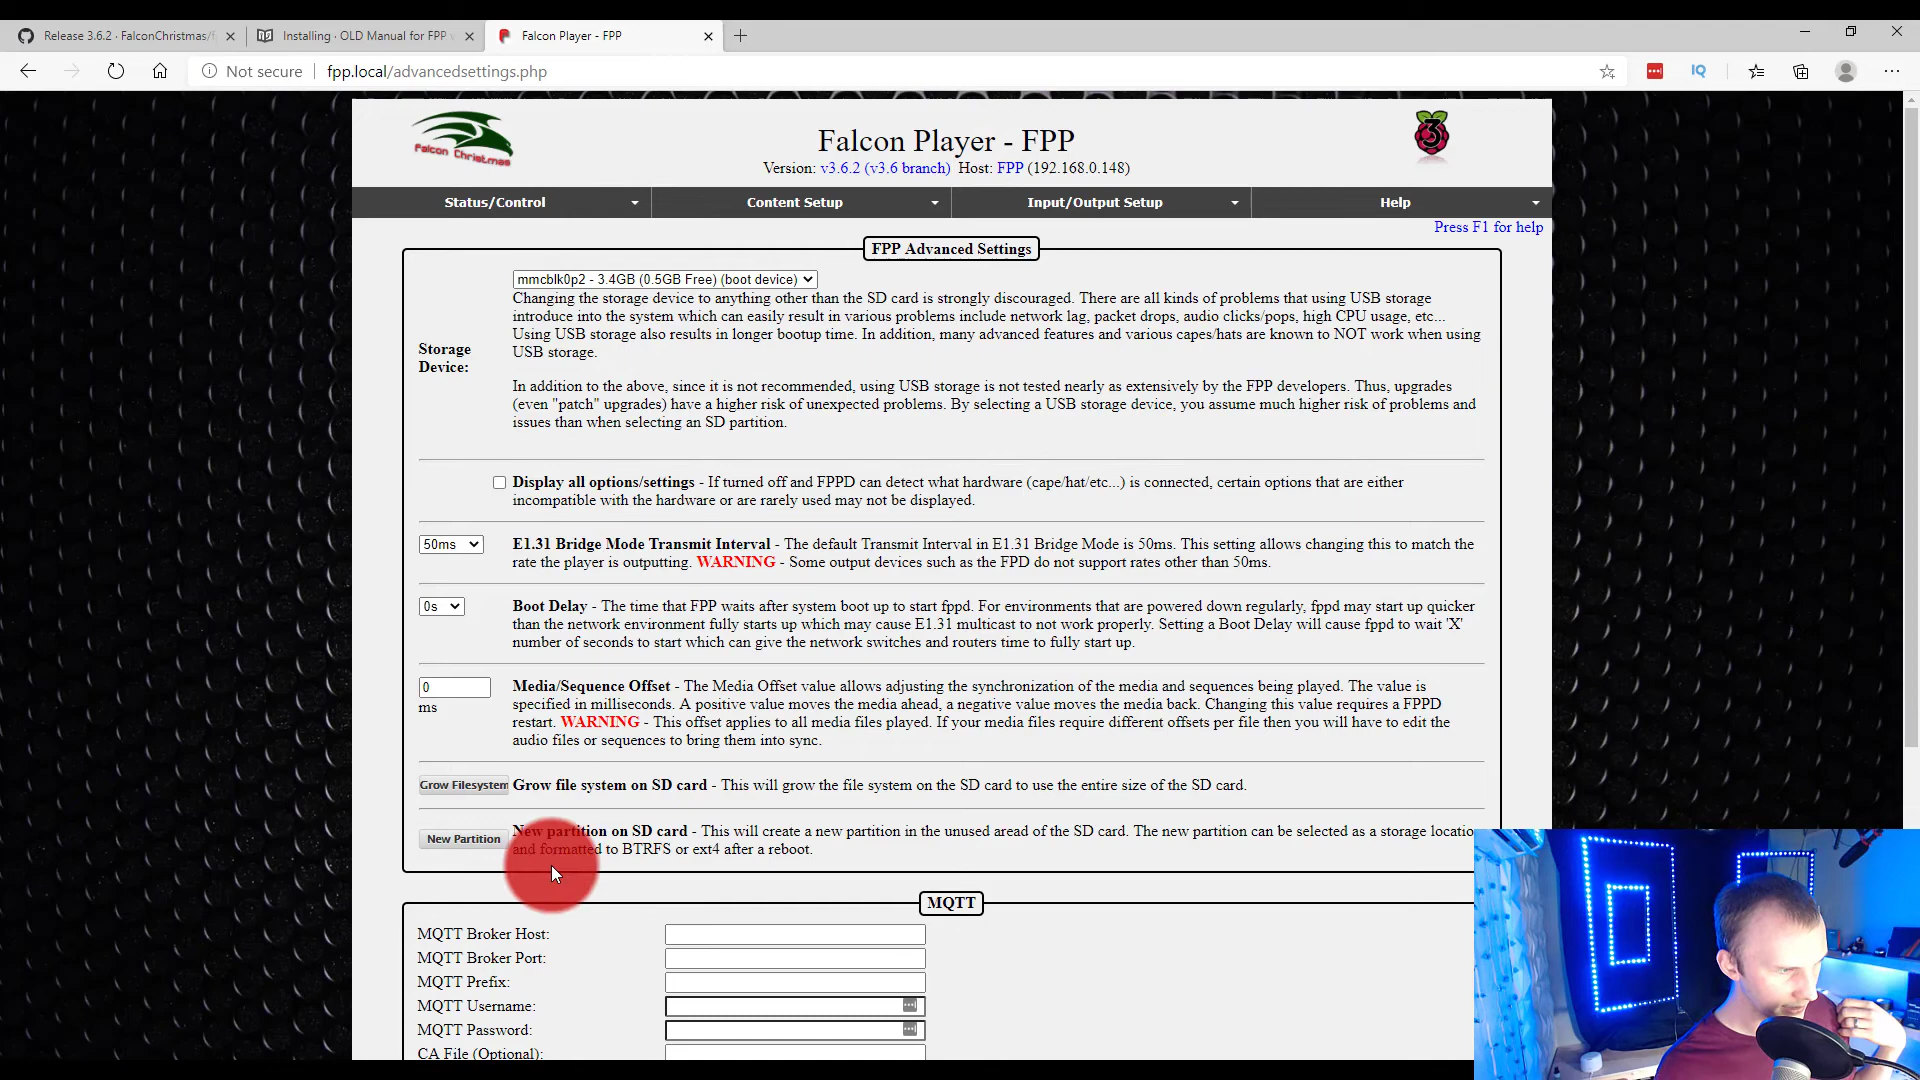 Release 3.6.2 · FalconChristmas/f
Installing · OLD Manual for FPP
Falcon Player - FPP
Not secure
fpp.local/advancedsettings.php
IQ
Falcon Christmas
Falcon Player - FPP
3
Version: v3.6.2 (v3.6 branch) Host: FPP (192.168.0.148)
Status/Control
Content Setup
Input/Output Setup
Help
Press F1 for help
FPP Advanced Settings
mmcblk0p2 - 3.4GB (0.5GB Free) (boot device)
Changing the storage device to anything other than the SD card is strongly discouraged. There are all kinds of problems that using USB storage
introduce into the system which can easily result in various problems include network lag, packet drops, audio clicks/pops, high CPU usage, etc...
Using USB storage also results in longer bootup time. In addition, many advanced features and various capes/hats are known to NOT work when using
USB storage.
Storage
Device:
In addition to the above, since it is not recommended, using USB storage is not tested nearly as extensively by the FPP developers. Thus, upgrades
(even "patch" upgrades) have a higher risk of unexpected problems. By selecting a USB storage device, you assume much higher risk of problems and
issues than when selecting an SD partition.
Display all options/settings - If turned off and FPPD can detect what hardware (cape/hat/etc...) is connected, certain options that are either
incompatible with the hardware or are rarely used may not be displayed.
50ms
E1.31 Bridge Mode Transmit Interval - The default Transmit Interval in E1.31 Bridge Mode is 50ms. This setting allows changing this to match the
rate the player is outputting. WARNING - Some output devices such as the FPD do not support rates other than 50ms.
0s
Boot Delay - The time that FPP waits after system boot up to start fppd. For environments that are powered down regularly, fppd may start up quicker
than the network environment fully starts up which may cause E1.31 multicast to not work properly. Setting a Boot Delay will cause fppd to wait 'X'
number of seconds to start which can give the network switches and routers time to fully start up.
0
ms
Media/Sequence Offset - The Media Offset value allows adjusting the synchronization of the media and sequences being played. The value is
specified in milliseconds. A positive value moves the media ahead, a negative value moves the media back. Changing this value requires a FPPD
restart. WARNING - This offset applies to all media files played. If your media files require different offsets per file then you will have to edit the
audio files or sequences to bring them into sync.
Grow Filesystem
Grow file system on SD card - This will grow the file system on the SD card to use the entire size of the SD card.
New Partition
New partition on SD card - This will create a new partition in the unused aread of the SD card. The new partition can be selected as a storage locatio
and formatted to BTRFS or ext4 after a reboot.
MQTT
MQTT Broker Host:
MQTT Broker Port:
MQTT Prefix:
MQTT Username:
MQTT Password:
CA File (Optional):